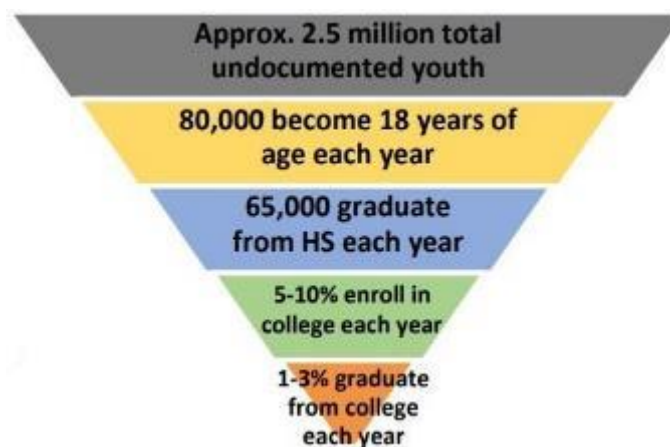 Approx. 2.5 million total
undocumented youth
80,000 become 18 years of
age each year
65,000 graduate
from HS each year
5-10% enroll in
college each year
1-3% graduate
from college
each year